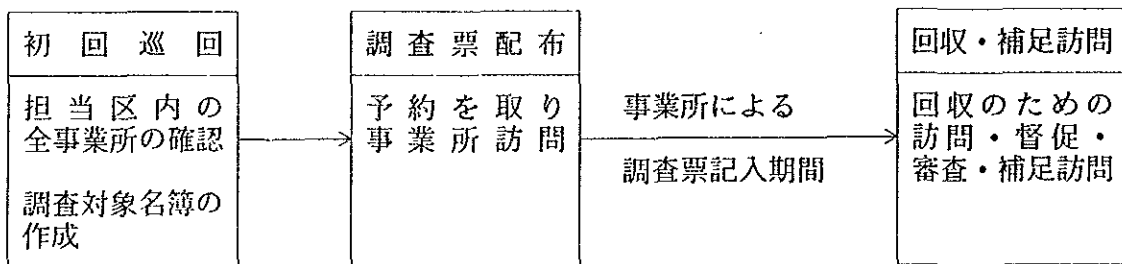 初回巡回
担当区内の
全事業所の確認
調査対象名簿の
作成
調査票配布
予約を取り
事業所訪問
事業所による
調査票記入期間
回収・補足訪問
回収のための
訪問・督促・
審査・補足訪問